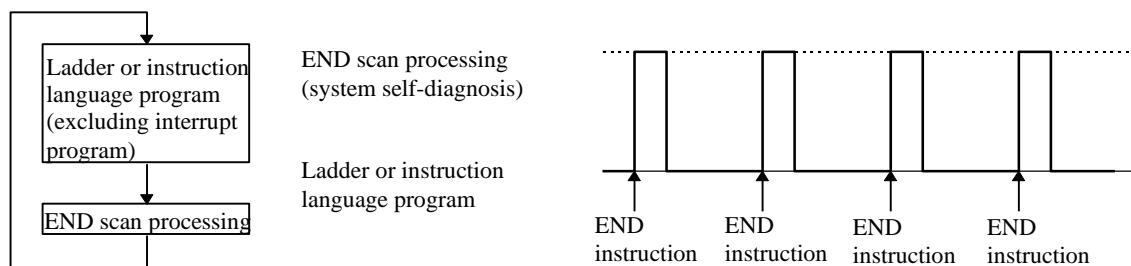 Ladder or instruction
language program
(excluding interrupt
program)
END scan processing
END scan processing
(system self-diagnosis)
Ladder or instruction
language program
END
instruction
END
instruction
END
instruction
END
instruction